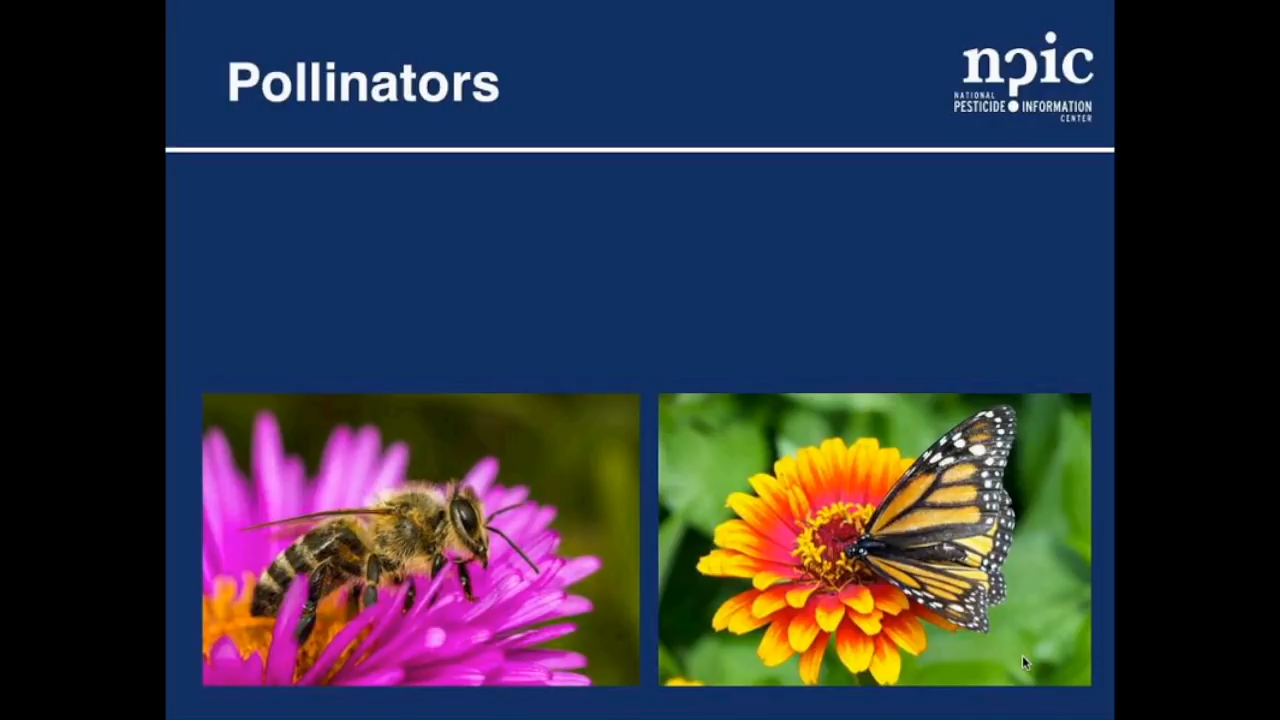 Pollinators
npic
NATIONAL
PESTICIDE INFORMATION
CENTER